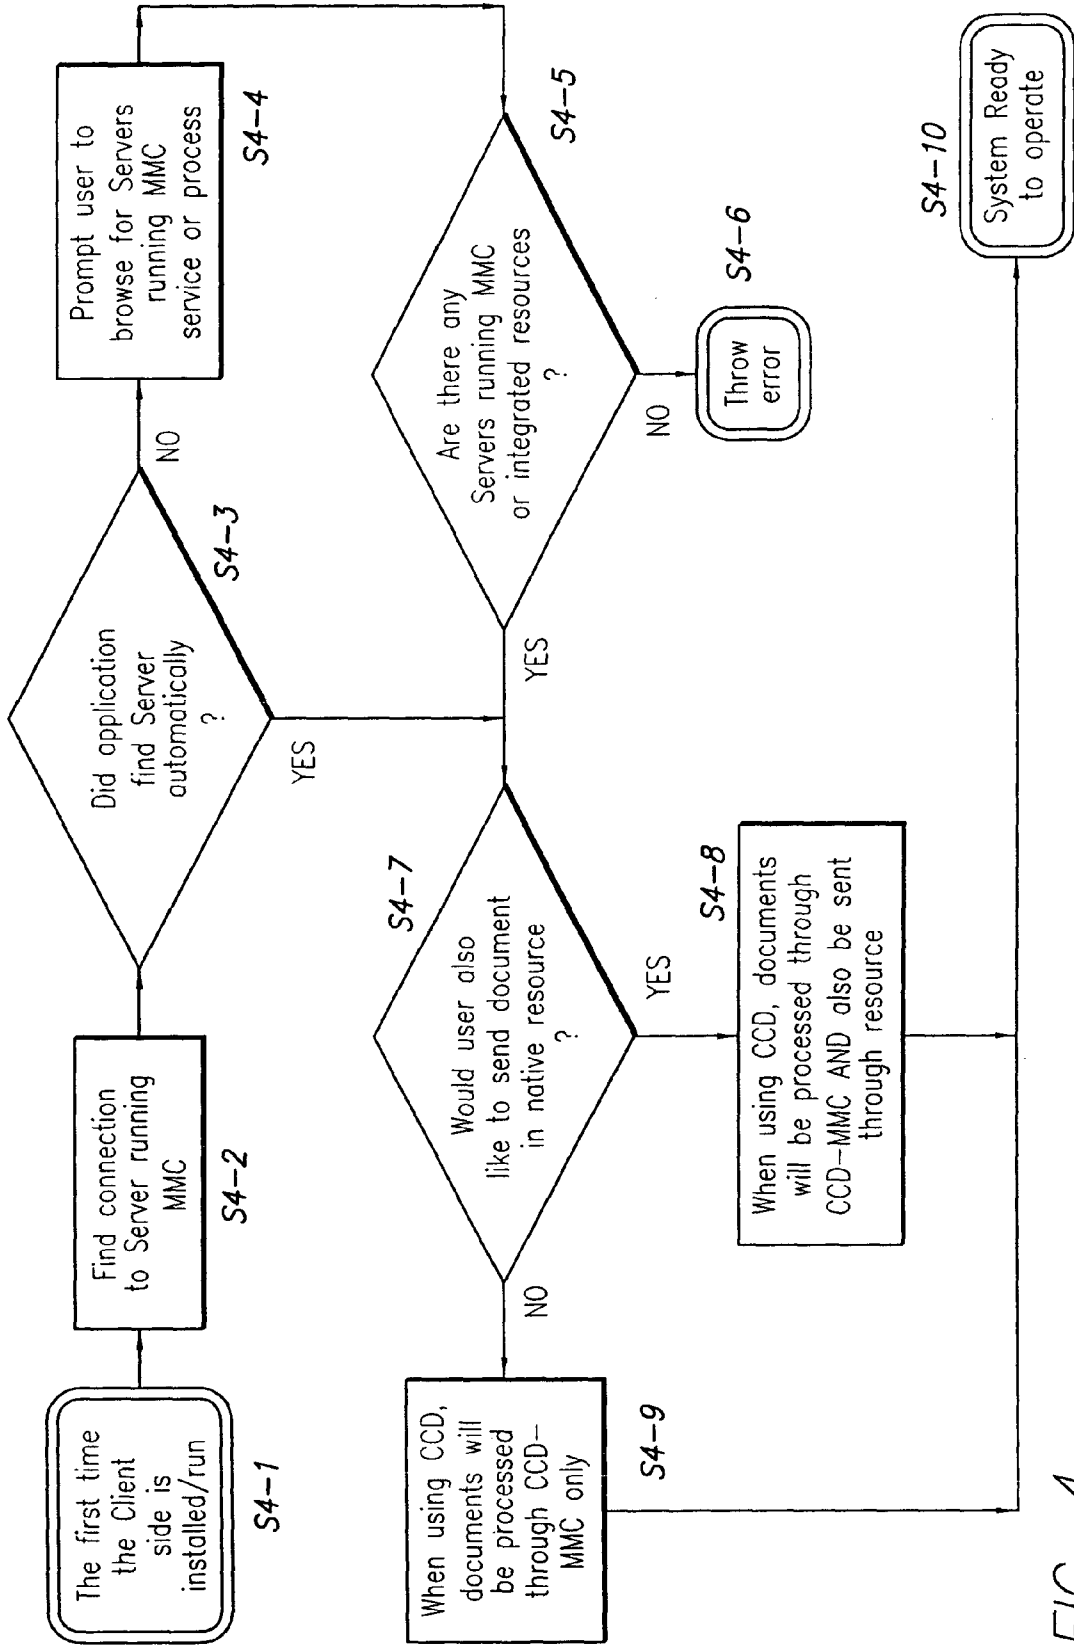 The first time
the Client
side is
installed/run
S4-1
Find connection
to Server running
MMC
S4-2
Did application
find Server
automatically
?
S4-3
NO
YES
Prompt user to
browse for Servers
running MMC
service or process
S4-4
Are there any
Servers running MMC
or integrated resources
?
S4-5
NO
YES
Throw
error
S4-6
Would user also
like to send document
in native resource
?
S4-7
YES
NO
When using CCD, documents
will be processed through
CCD-MMC AND also be sent
through resource
S4-8
When using CCD,
documents will
be processed
through CCD-
MMC only
S4-9
System Ready
to operate
S4-10
FIG. 4